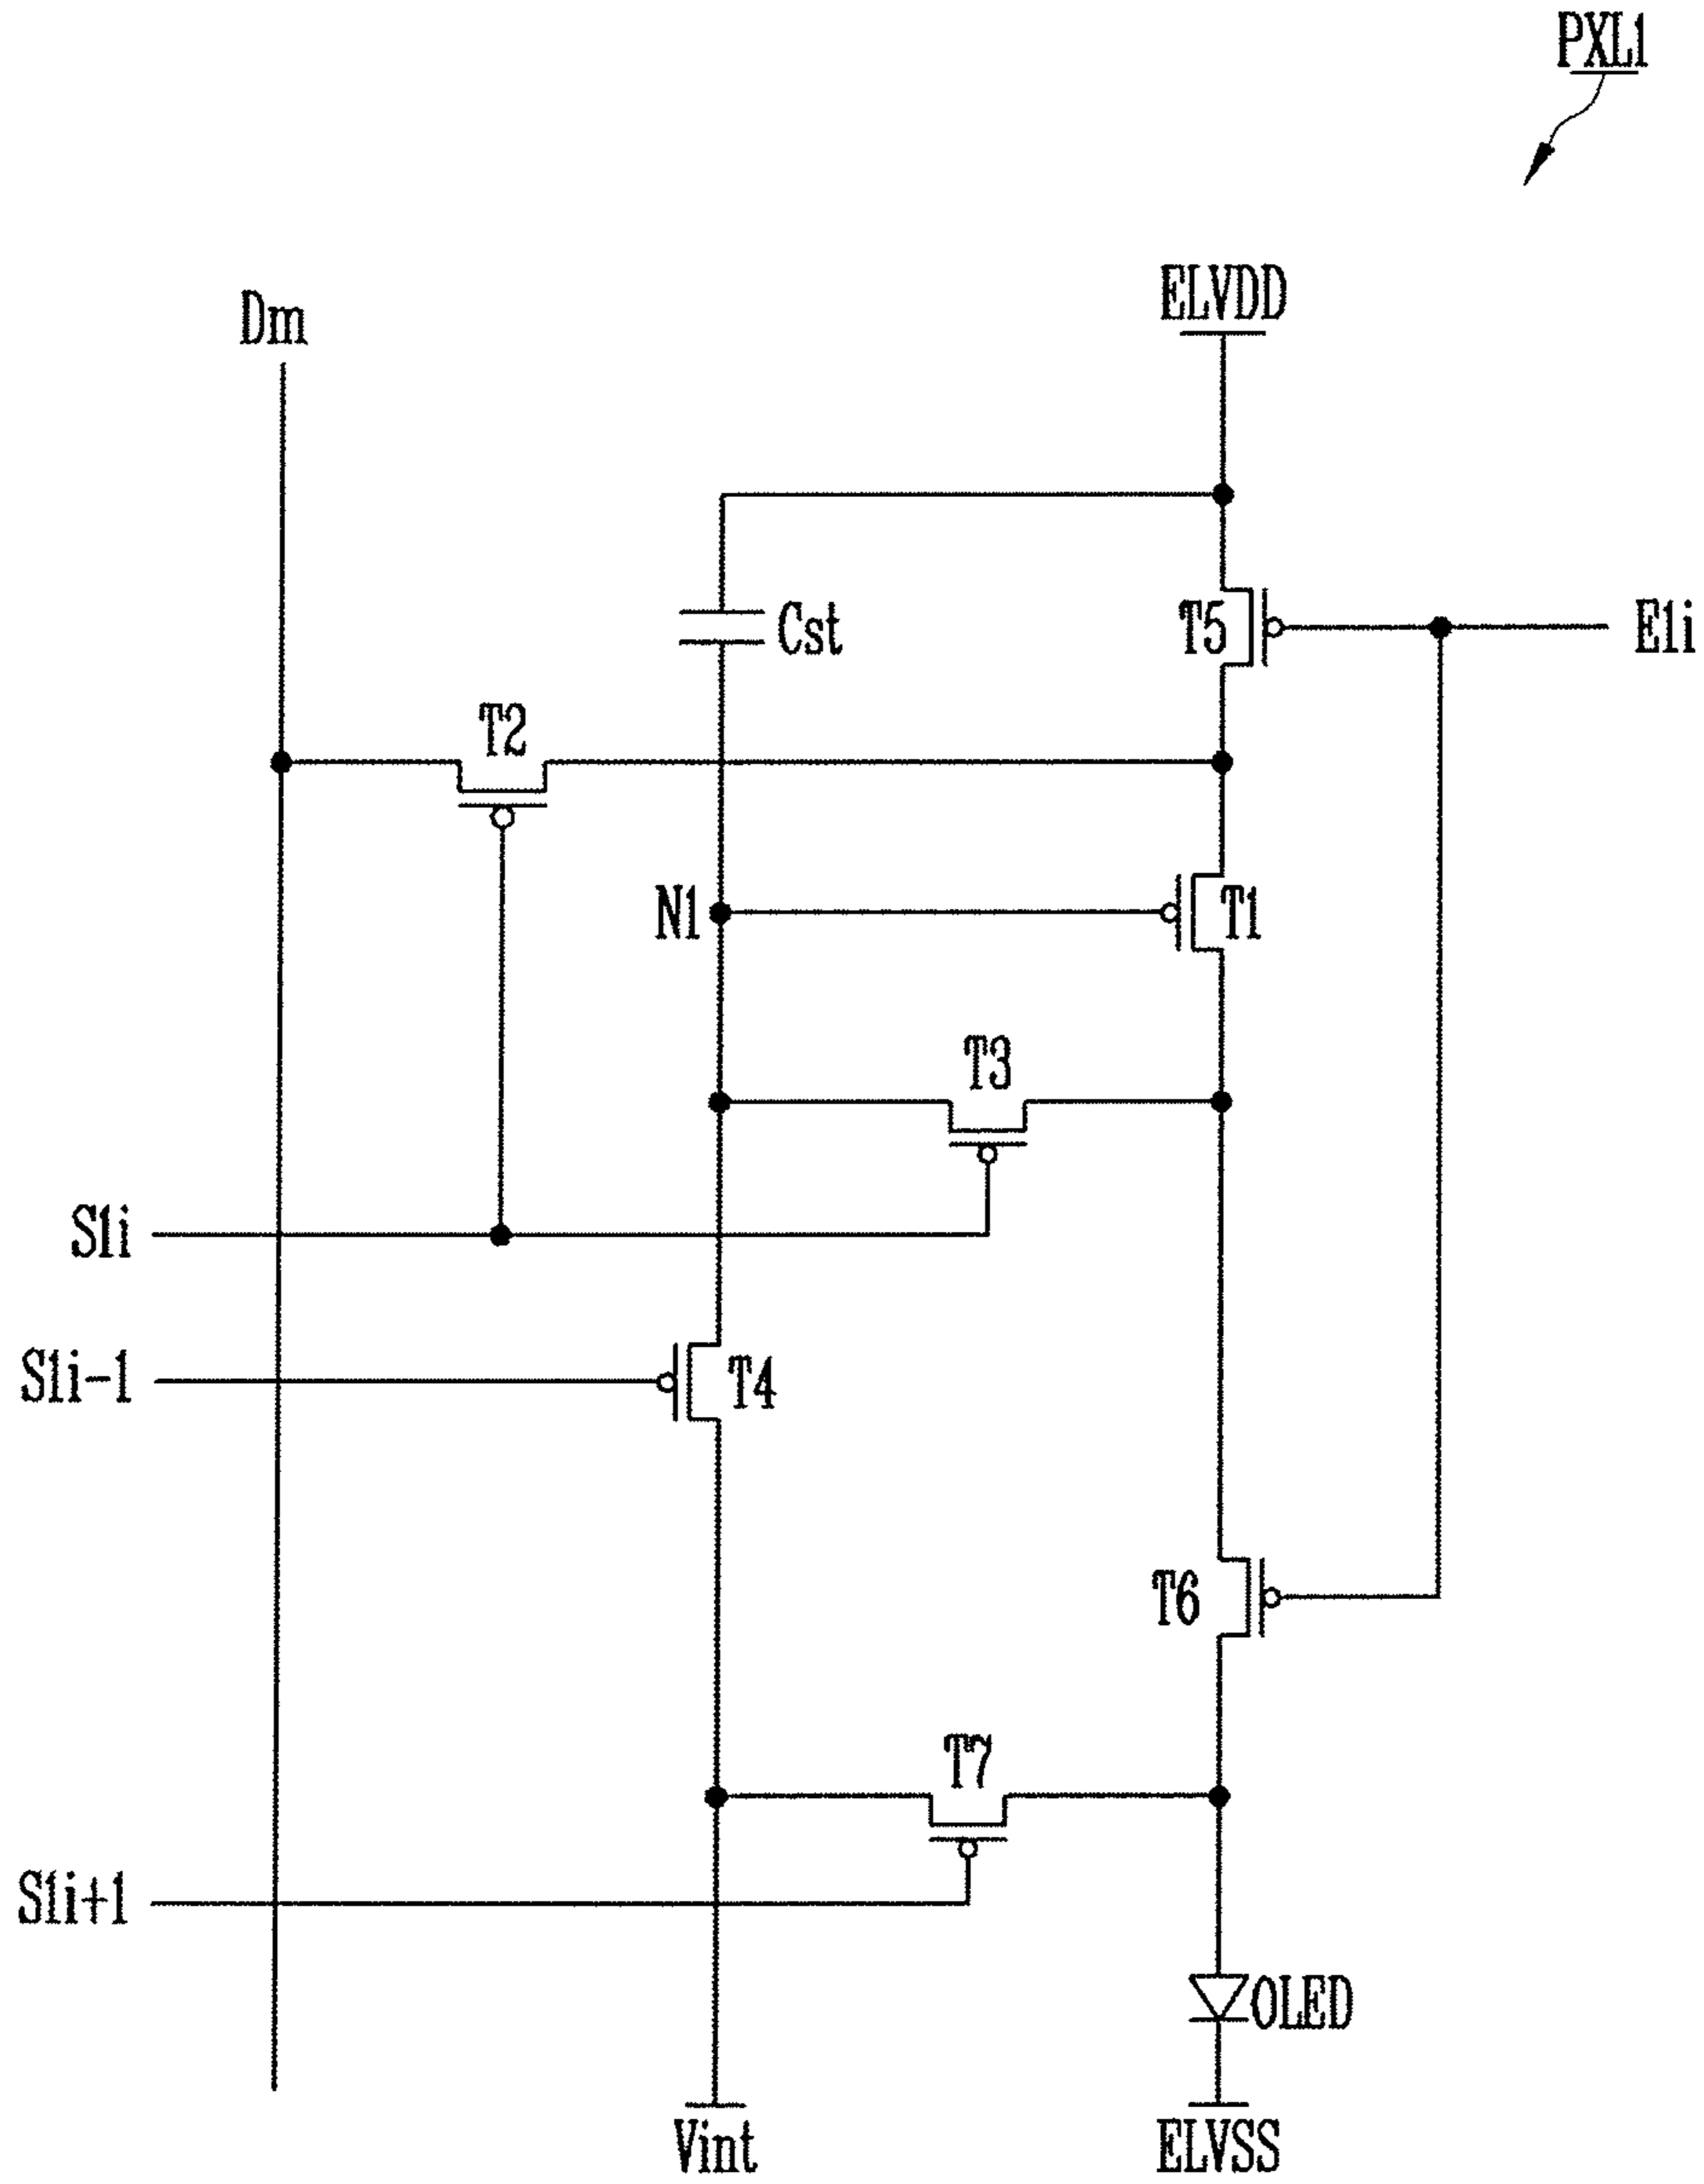 PXL1
ELVDD
Dm
Cst
T5
E1i
T2
N1
T1
T3
S1i
S1i-1
T4
T6
T7
S1i+1
OLED
Vint
ELVSS